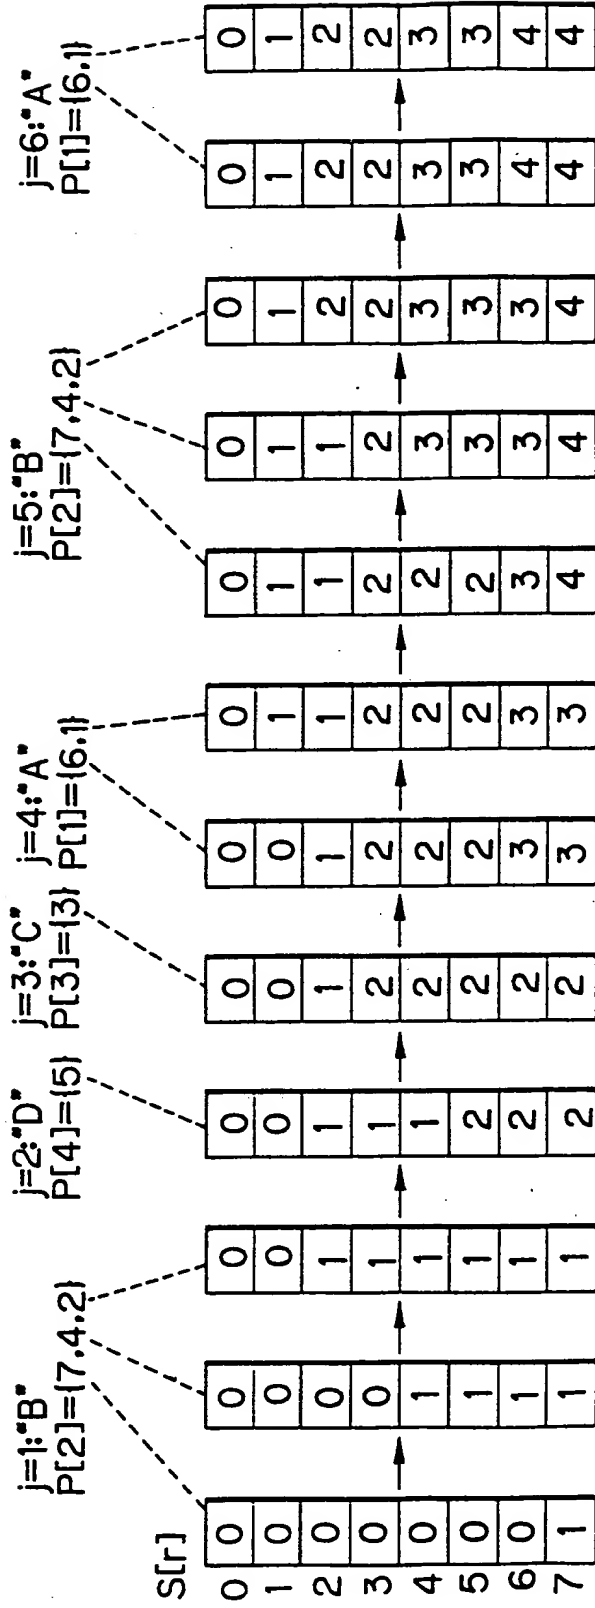 j=1:"B" j=2:"D" j=3:"C" j=4:"A" j=5:"B" j=6:"A"
P[2]={7,4,2} P[4]={5} P[3]={3} P[1]={6,1} P[2]={7,4,2} P[1]={6,1}
S[r]
0 0 0 0 0 0 0 0 0 0 0 0 0
1 0 0 0 0 0 0 1 1 1 1 1 1
2 0 0 1 1 1 1 1 1 1 2 2 2
3 0 0 1 1 2 2 2 2 2 2 2 2
4 0 1 1 1 2 2 2 2 3 3 3 3
5 0 1 1 2 2 2 2 2 3 3 3 3
6 0 1 1 2 2 3 3 3 3 3 4 4
7 1 1 1 2 2 3 3 4 4 4 4 4